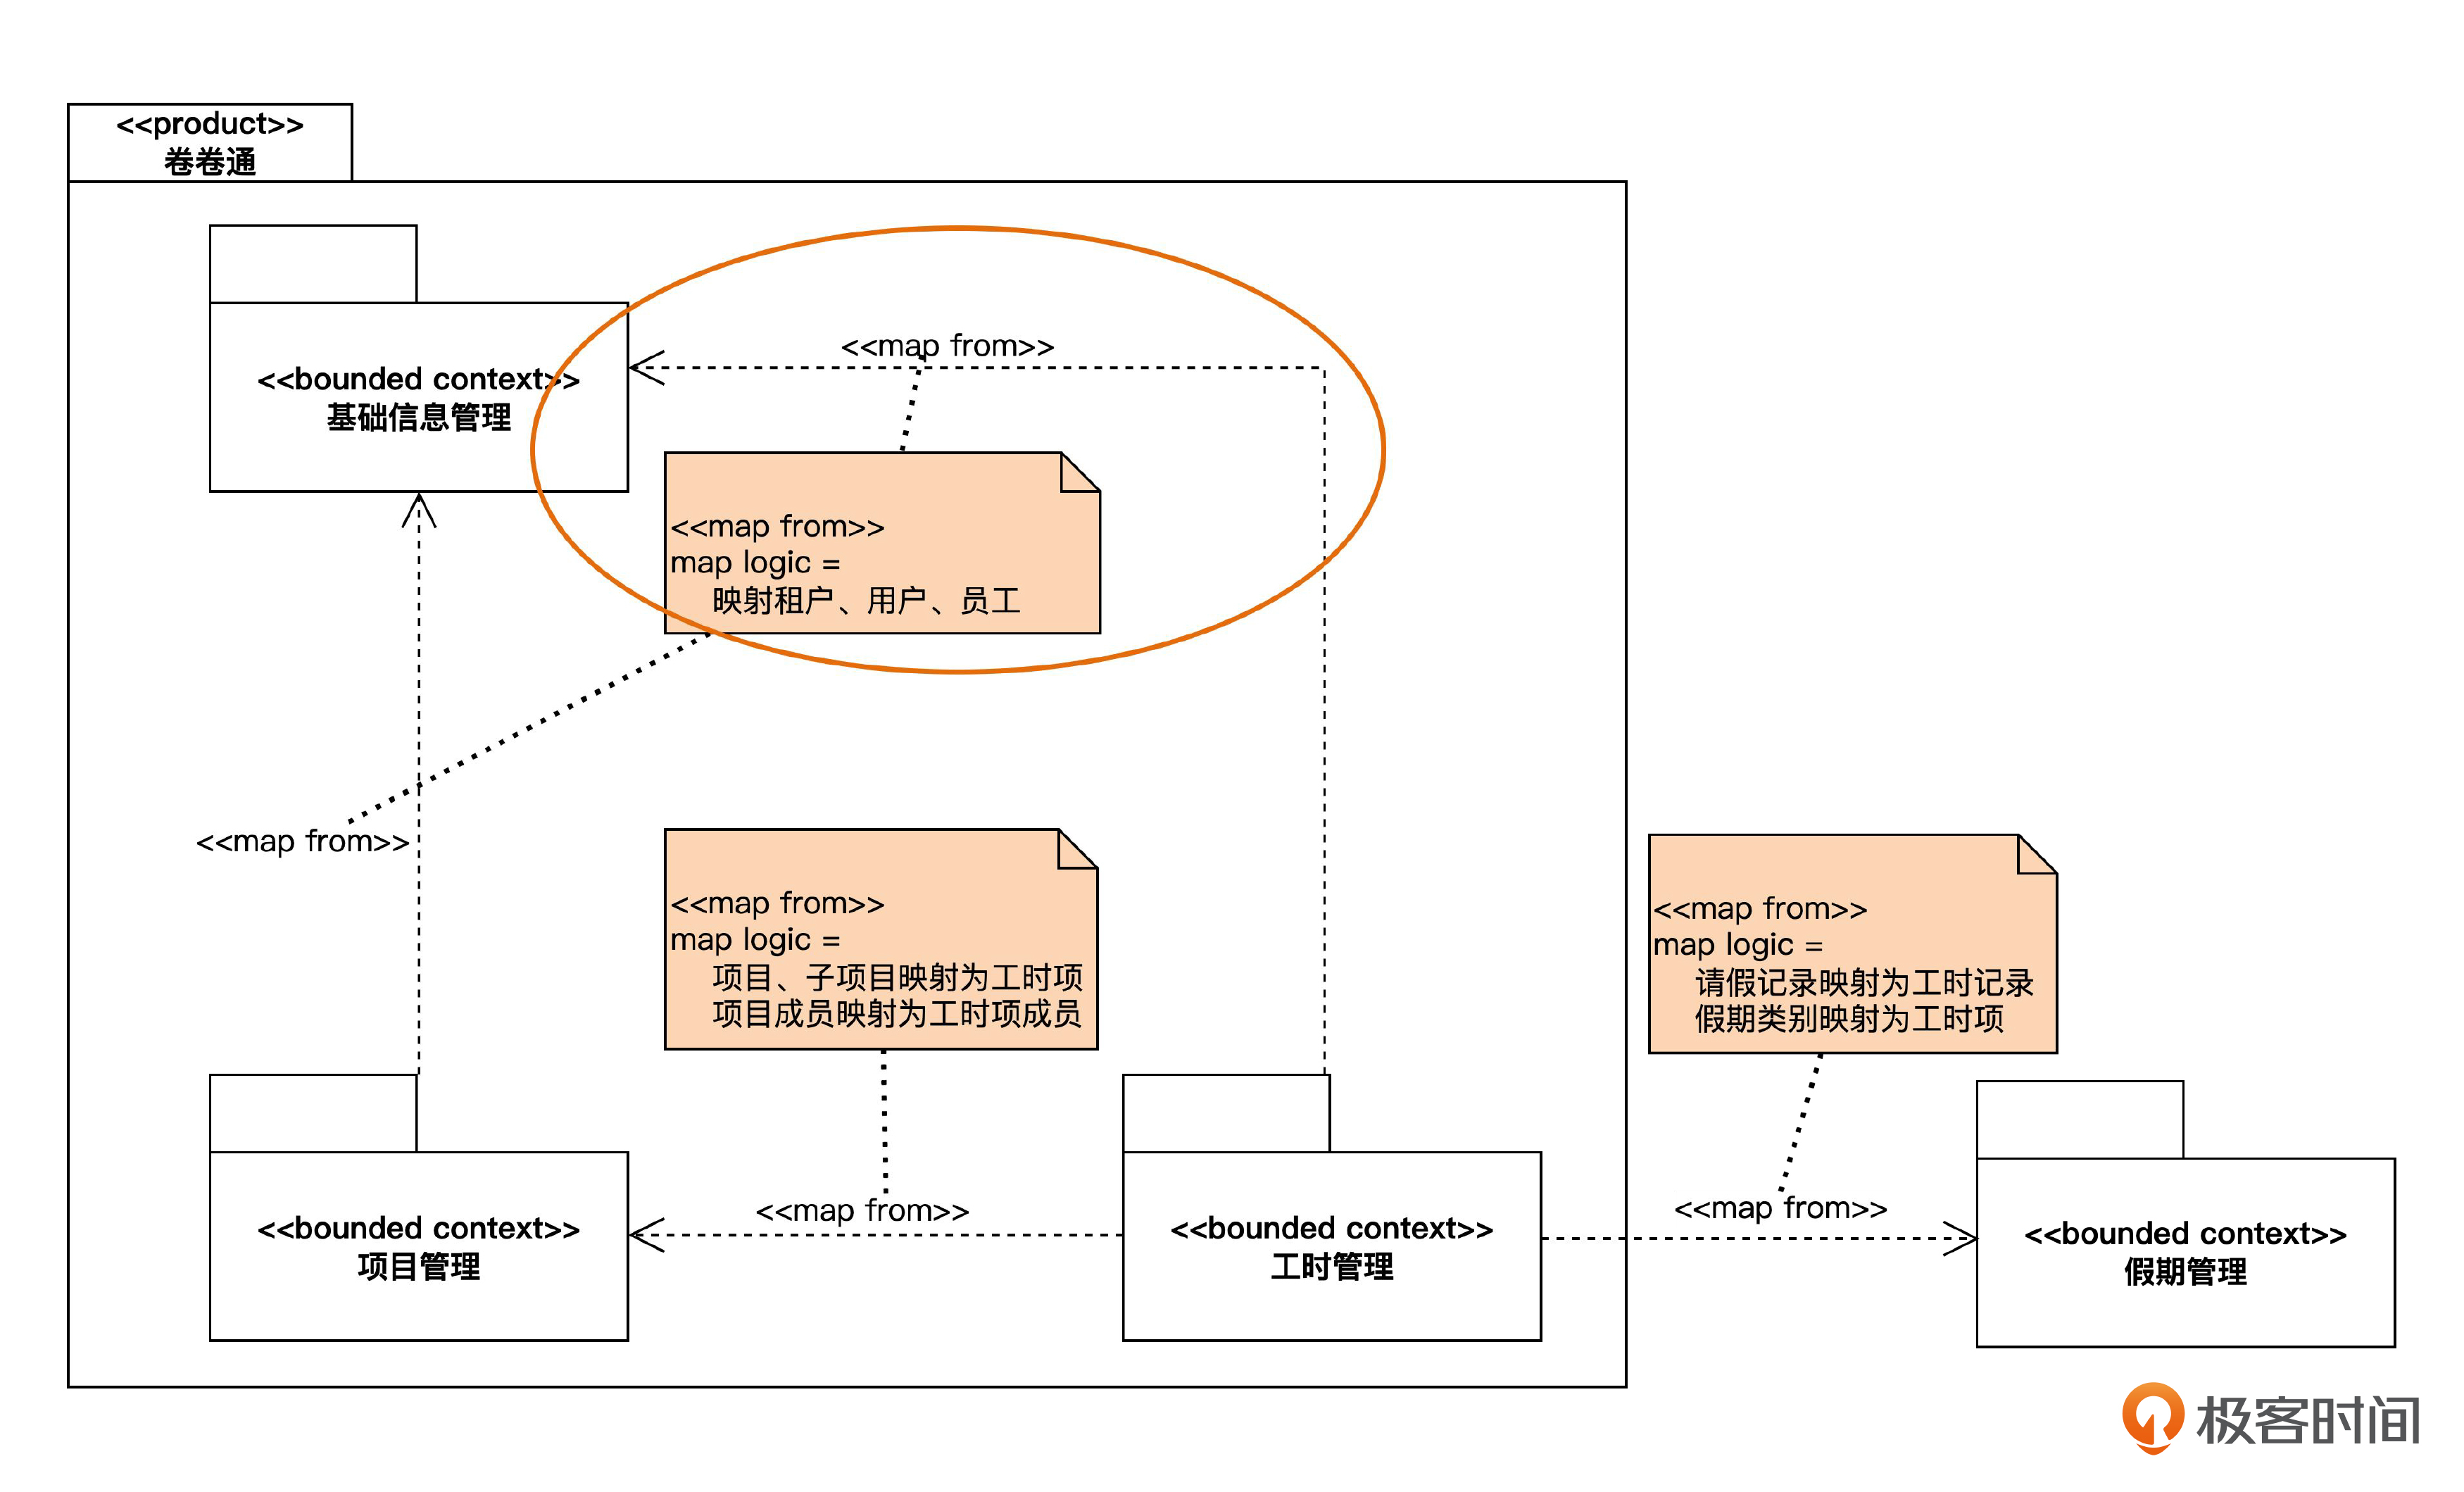 <<product>>
卷卷通
<<map from>>
<<bounded context>>
基础信息管理
<<map from>>
map logic =
映射租户、用户、员工
<<map from>>
<<map from>>
map logic =
项目、子项目映射为工时项
项目成员映射为工时项成员
<<map from>>
map logic =
请假记录映射为工时记录
假期类别映射为工时项
<<map from>>
<<map from>>
<<bounded context>>
项目管理
<<bounded context>>
工时管理
<<bounded context>>
假期管理
极客时间